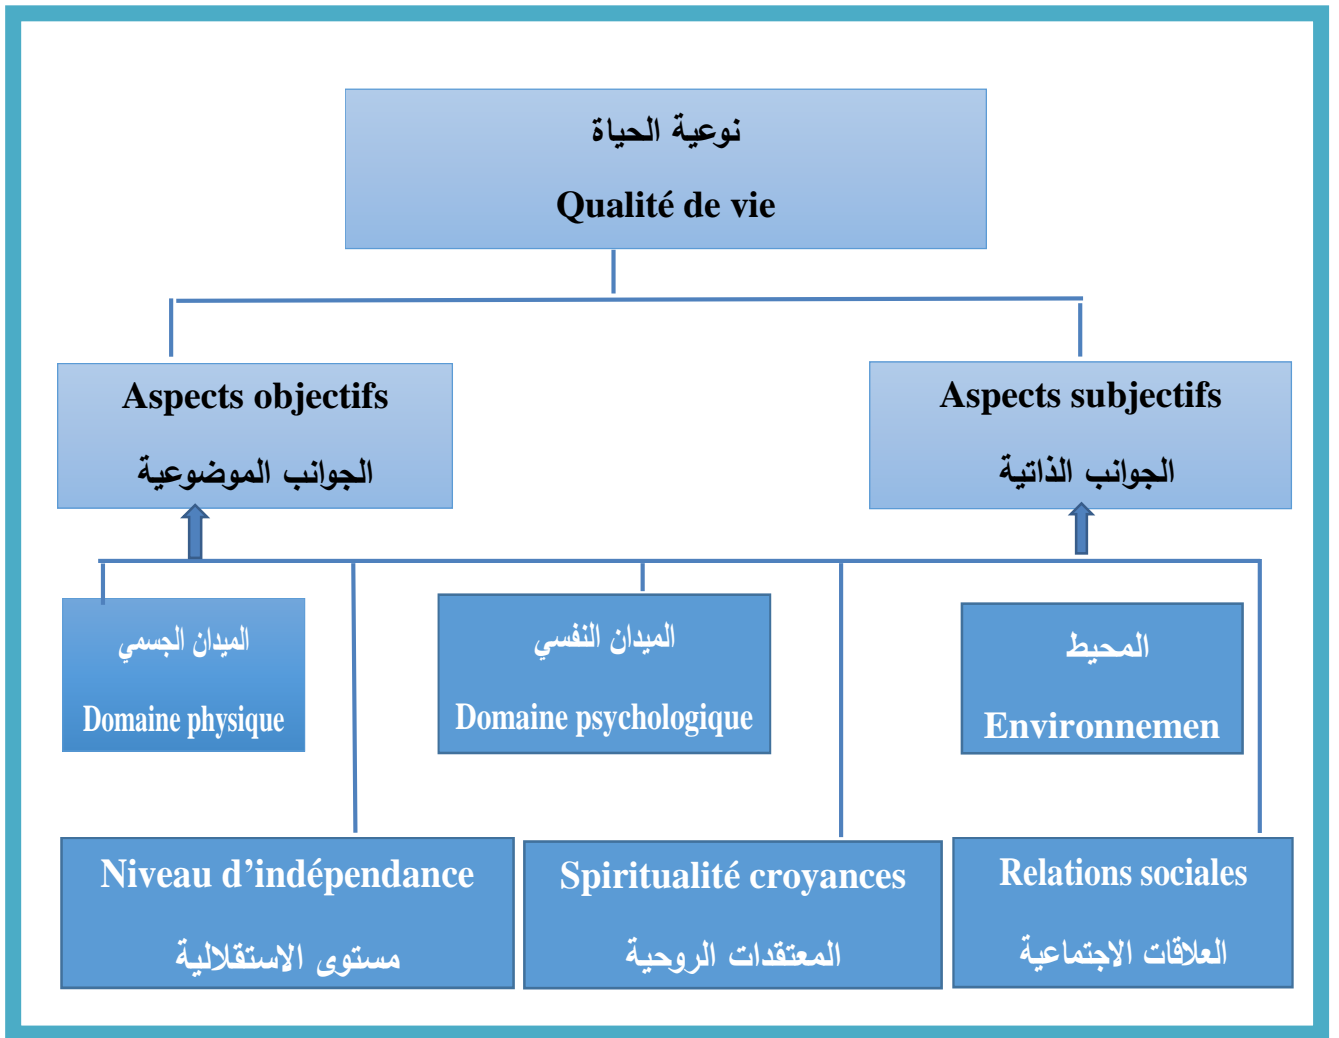 نوعية الحياة
Qualité de vie
Aspects objectifs
الجوانب الموضوعية
Aspects subjectifs
الجوانب الذاتية
الميدان الجسمي
Domaine physique
الميدان النفسي
Domaine psychologique
المحيط
Environnemen
Niveau d’indépendance
مستوى الاستقلالية
Spiritualité croyances
المعتقدات الروحية
Relations sociales
العلاقات الاجتماعية